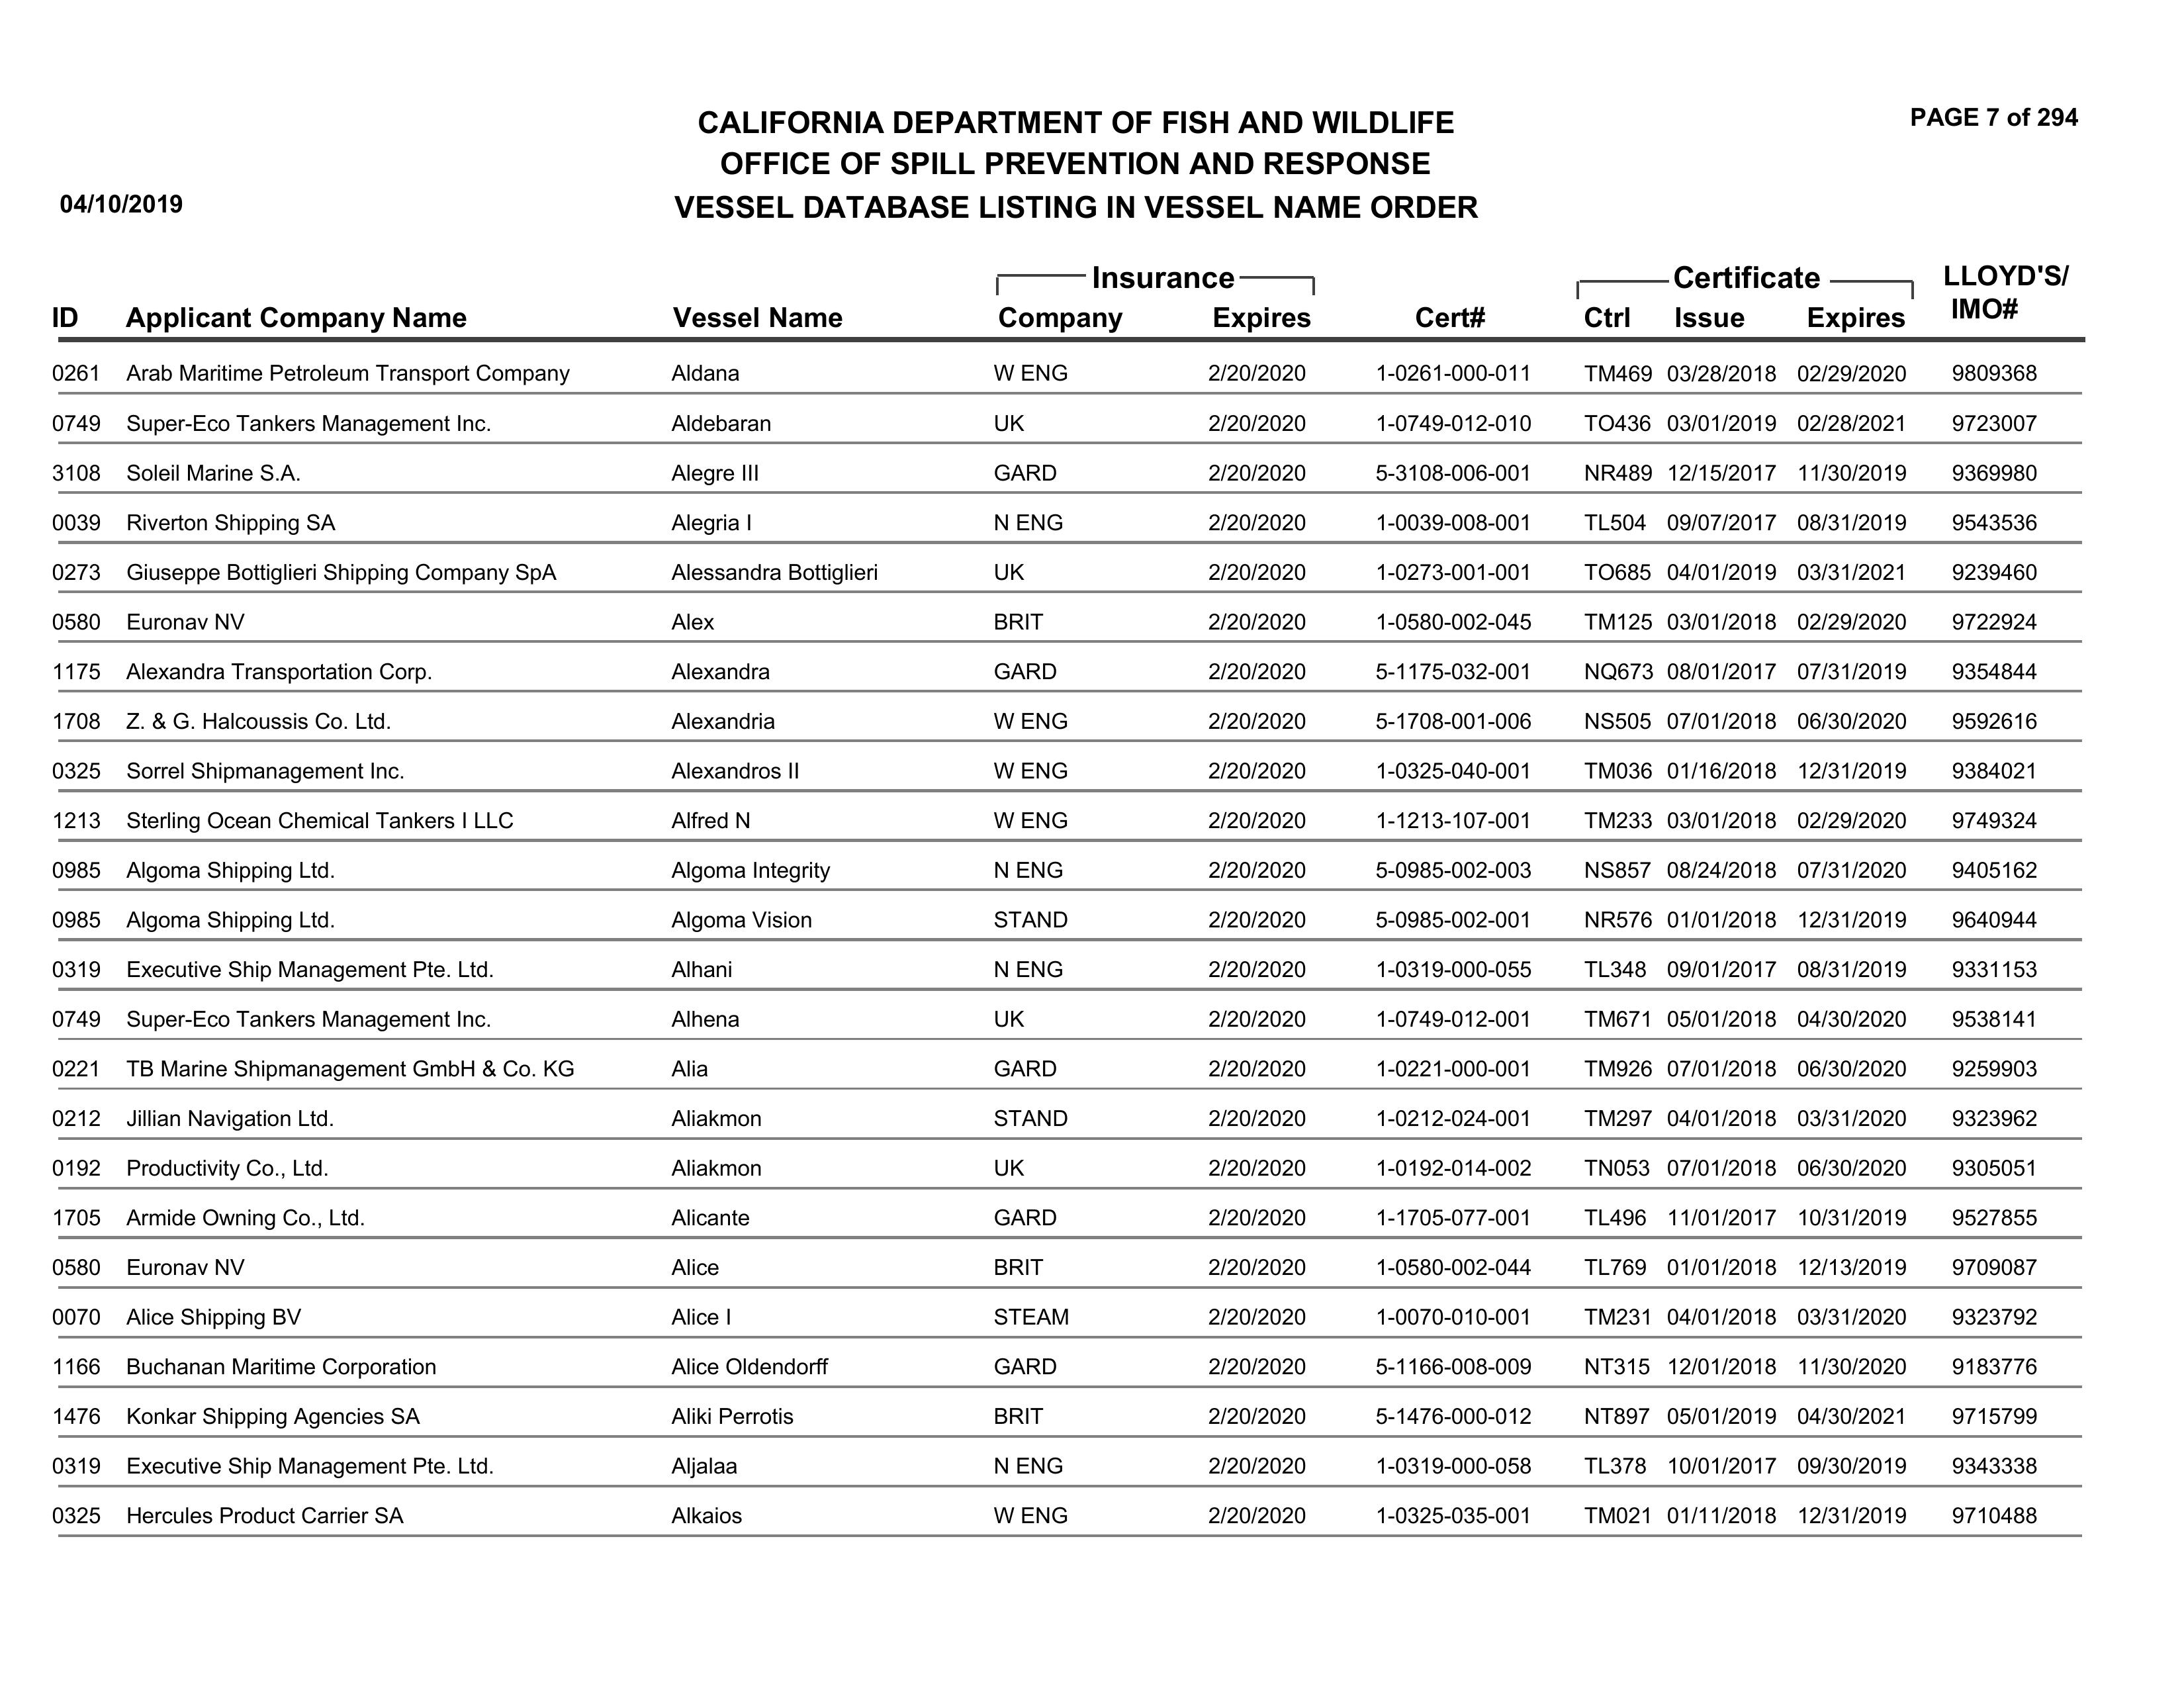 PAGE 7 of 294
CALIFORNIA DEPARTMENT OF FISH AND WILDLIFE
OFFICE OF SPILL PREVENTION AND RESPONSE
04/10/2019 VESSEL DATABASE LISTING IN VESSEL NAME ORDER
Insurance Certificate LLOYD'S/
ID Applicant Company Name Vessel Name Company Expires Cert# Ctrl Issue Expires IMO#
0261 Arab Maritime Petroleum Transport Company Aldana W ENG 2/20/2020 1-0261-000-011 TM469 03/28/2018 02/29/2020 9809368
0749 Super-Eco Tankers Management Inc. Aldebaran UK 2/20/2020 1-0749-012-010 TO436 03/01/2019 02/28/2021 9723007
3108 Soleil Marine S.A. Alegre III GARD 2/20/2020 5-3108-006-001 NR489 12/15/2017 11/30/2019 9369980
0039 Riverton Shipping SA Alegria I N ENG 2/20/2020 1-0039-008-001 TL504 09/07/2017 08/31/2019 9543536
0273 Giuseppe Bottiglieri Shipping Company SpA Alessandra Bottiglieri UK 2/20/2020 1-0273-001-001 TO685 04/01/2019 03/31/2021 9239460
0580 Euronav NV Alex BRIT 2/20/2020 1-0580-002-045 TM125 03/01/2018 02/29/2020 9722924
1175 Alexandra Transportation Corp. Alexandra GARD 2/20/2020 5-1175-032-001 NQ673 08/01/2017 07/31/2019 9354844
1708 Z. & G. Halcoussis Co. Ltd. Alexandria W ENG 2/20/2020 5-1708-001-006 NS505 07/01/2018 06/30/2020 9592616
0325 Sorrel Shipmanagement Inc. Alexandros II W ENG 2/20/2020 1-0325-040-001 TM036 01/16/2018 12/31/2019 9384021
1213 Sterling Ocean Chemical Tankers I LLC Alfred N W ENG 2/20/2020 1-1213-107-001 TM233 03/01/2018 02/29/2020 9749324
0985 Algoma Shipping Ltd. Algoma Integrity N ENG 2/20/2020 5-0985-002-003 NS857 08/24/2018 07/31/2020 9405162
0985 Algoma Shipping Ltd. Algoma Vision STAND 2/20/2020 5-0985-002-001 NR576 01/01/2018 12/31/2019 9640944
0319 Executive Ship Management Pte. Ltd. Alhani N ENG 2/20/2020 1-0319-000-055 TL348 09/01/2017 08/31/2019 9331153
0749 Super-Eco Tankers Management Inc. Alhena UK 2/20/2020 1-0749-012-001 TM671 05/01/2018 04/30/2020 9538141
0221 TB Marine Shipmanagement GmbH & Co. KG Alia GARD 2/20/2020 1-0221-000-001 TM926 07/01/2018 06/30/2020 9259903
0212 Jillian Navigation Ltd. Aliakmon STAND 2/20/2020 1-0212-024-001 TM297 04/01/2018 03/31/2020 9323962
0192 Productivity Co., Ltd. Aliakmon UK 2/20/2020 1-0192-014-002 TN053 07/01/2018 06/30/2020 9305051
1705 Armide Owning Co., Ltd. Alicante GARD 2/20/2020 1-1705-077-001 TL496 11/01/2017 10/31/2019 9527855
0580 Euronav NV Alice BRIT 2/20/2020 1-0580-002-044 TL769 01/01/2018 12/13/2019 9709087
0070 Alice Shipping BV Alice I STEAM 2/20/2020 1-0070-010-001 TM231 04/01/2018 03/31/2020 9323792
1166 Buchanan Maritime Corporation Alice Oldendorff GARD 2/20/2020 5-1166-008-009 NT315 12/01/2018 11/30/2020 9183776
1476 Konkar Shipping Agencies SA Aliki Perrotis BRIT 2/20/2020 5-1476-000-012 NT897 05/01/2019 04/30/2021 9715799
0319 Executive Ship Management Pte. Ltd. Aljalaa N ENG 2/20/2020 1-0319-000-058 TL378 10/01/2017 09/30/2019 9343338
0325 Hercules Product Carrier SA Alkaios W ENG 2/20/2020 1-0325-035-001 TM021 01/11/2018 12/31/2019 9710488